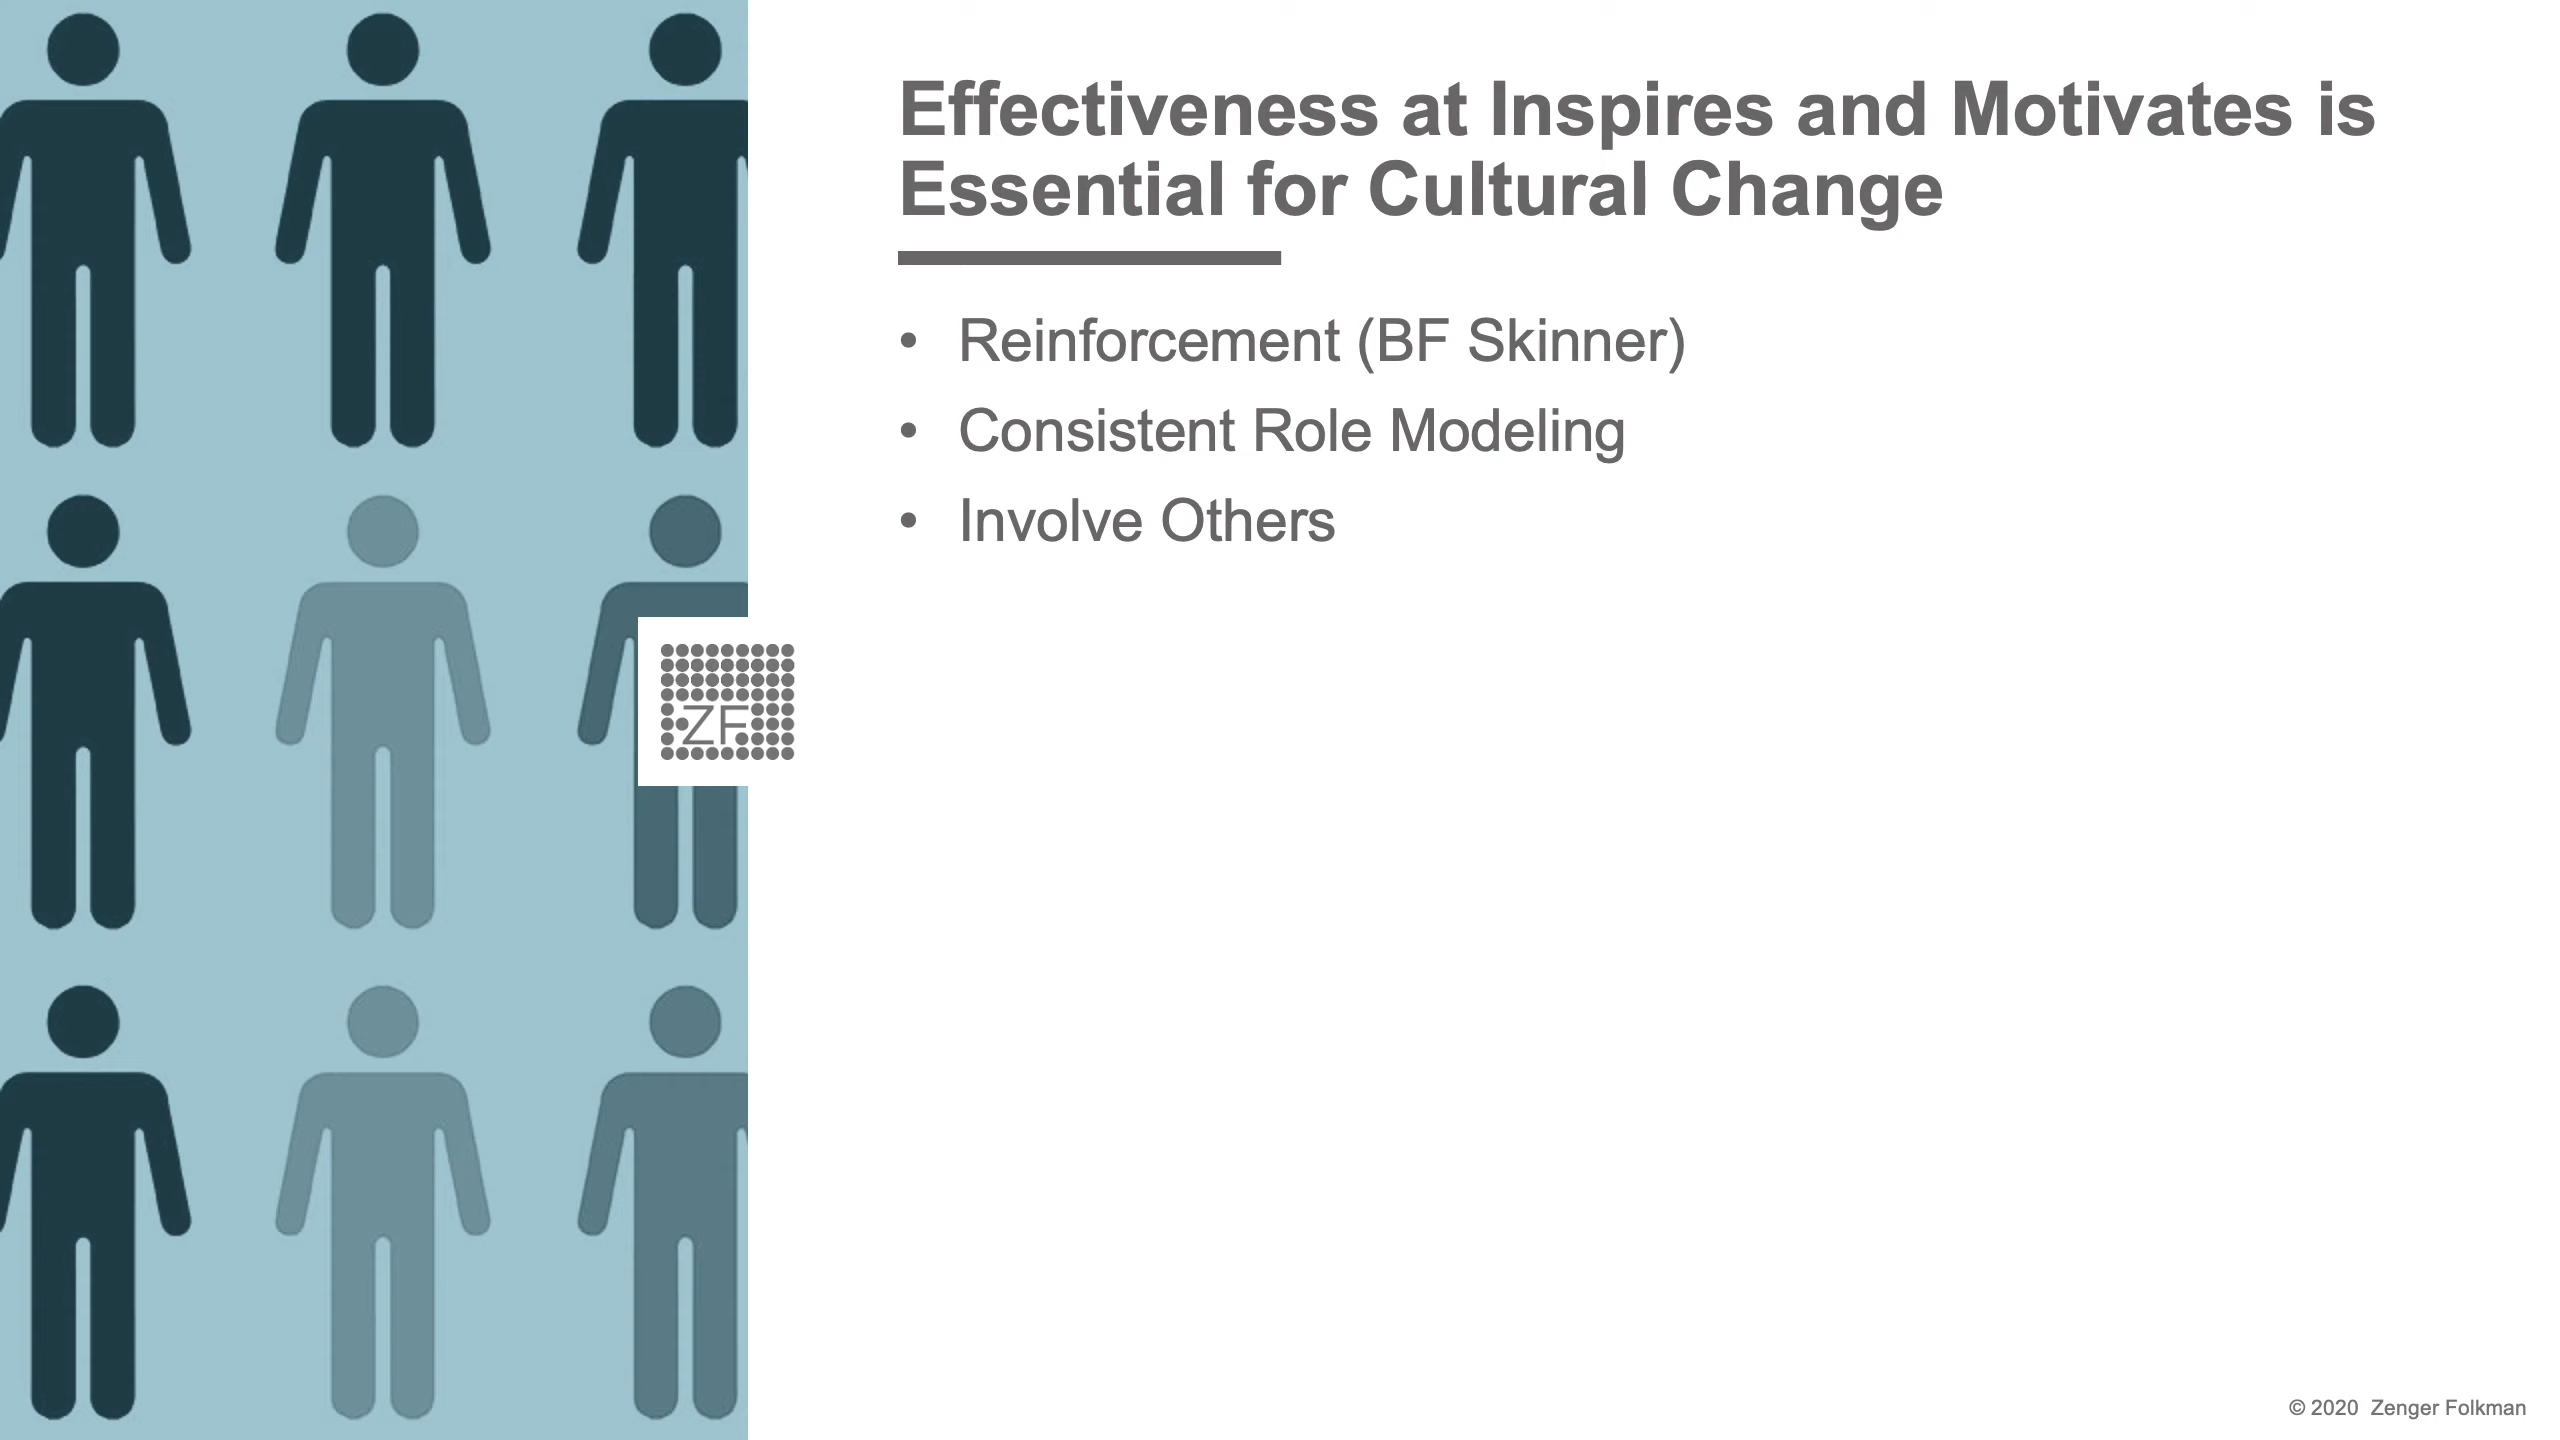 Effectiveness at Inspires and Motivates is
Essential for Cultural Change
• Reinforcement (BF Skinner)
• Consistent Role Modeling
• Involve Others
ZF
© 2020 Zenger Folkman